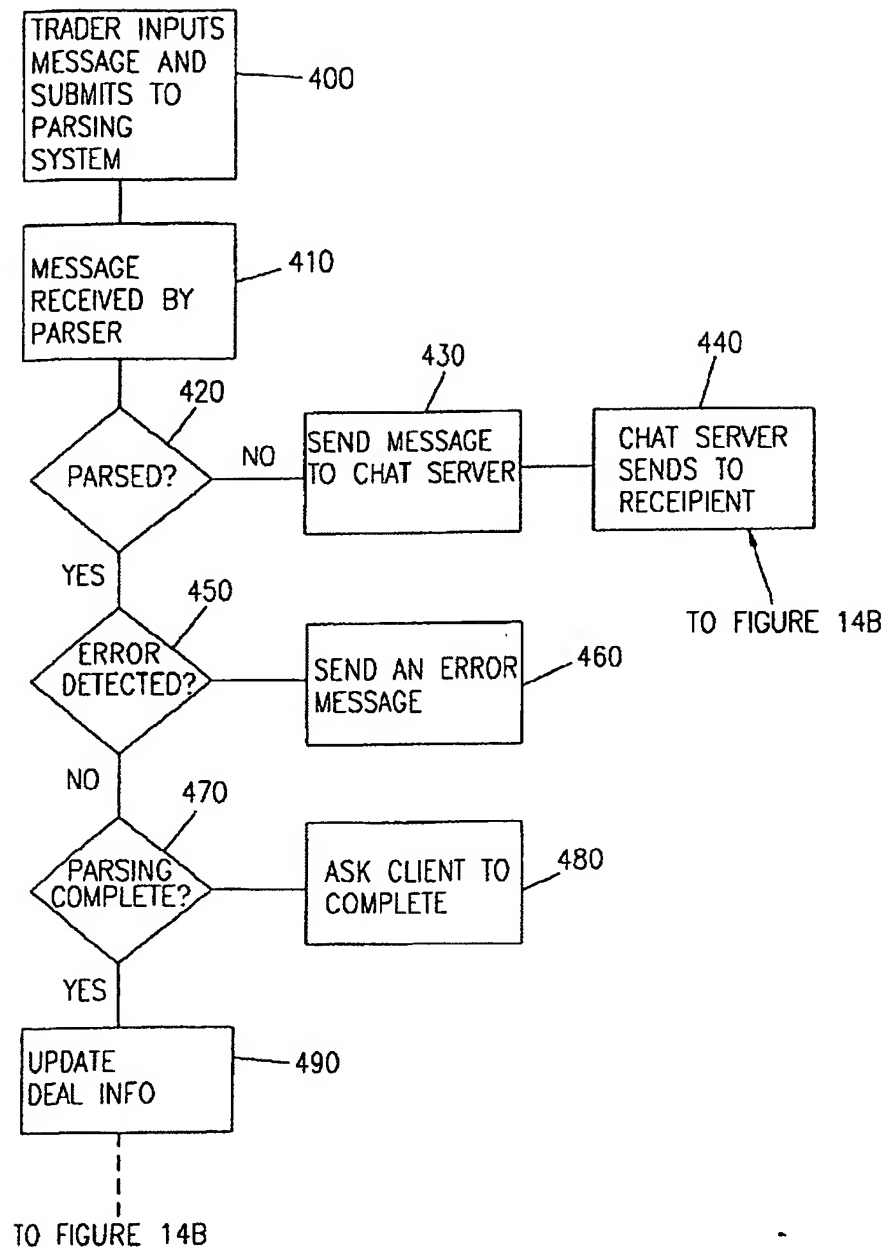 TRADER INPUTS
MESSAGE AND
SUBMITS TO
PARSING
SYSTEM
400
MESSAGE
RECEIVED BY
PARSER
410
420
PARSED?
NO
430
SEND MESSAGE
TO CHAT SERVER
440
CHAT SERVER
SENDS TO
RECEIPIENT
TO FIGURE 14B
YES
450
ERROR
DETECTED?
SEND AN ERROR
MESSAGE
460
NO
470
PARSING
COMPLETE?
ASK CLIENT TO
COMPLETE
480
YES
UPDATE
DEAL INFO
490
TO FIGURE 14B